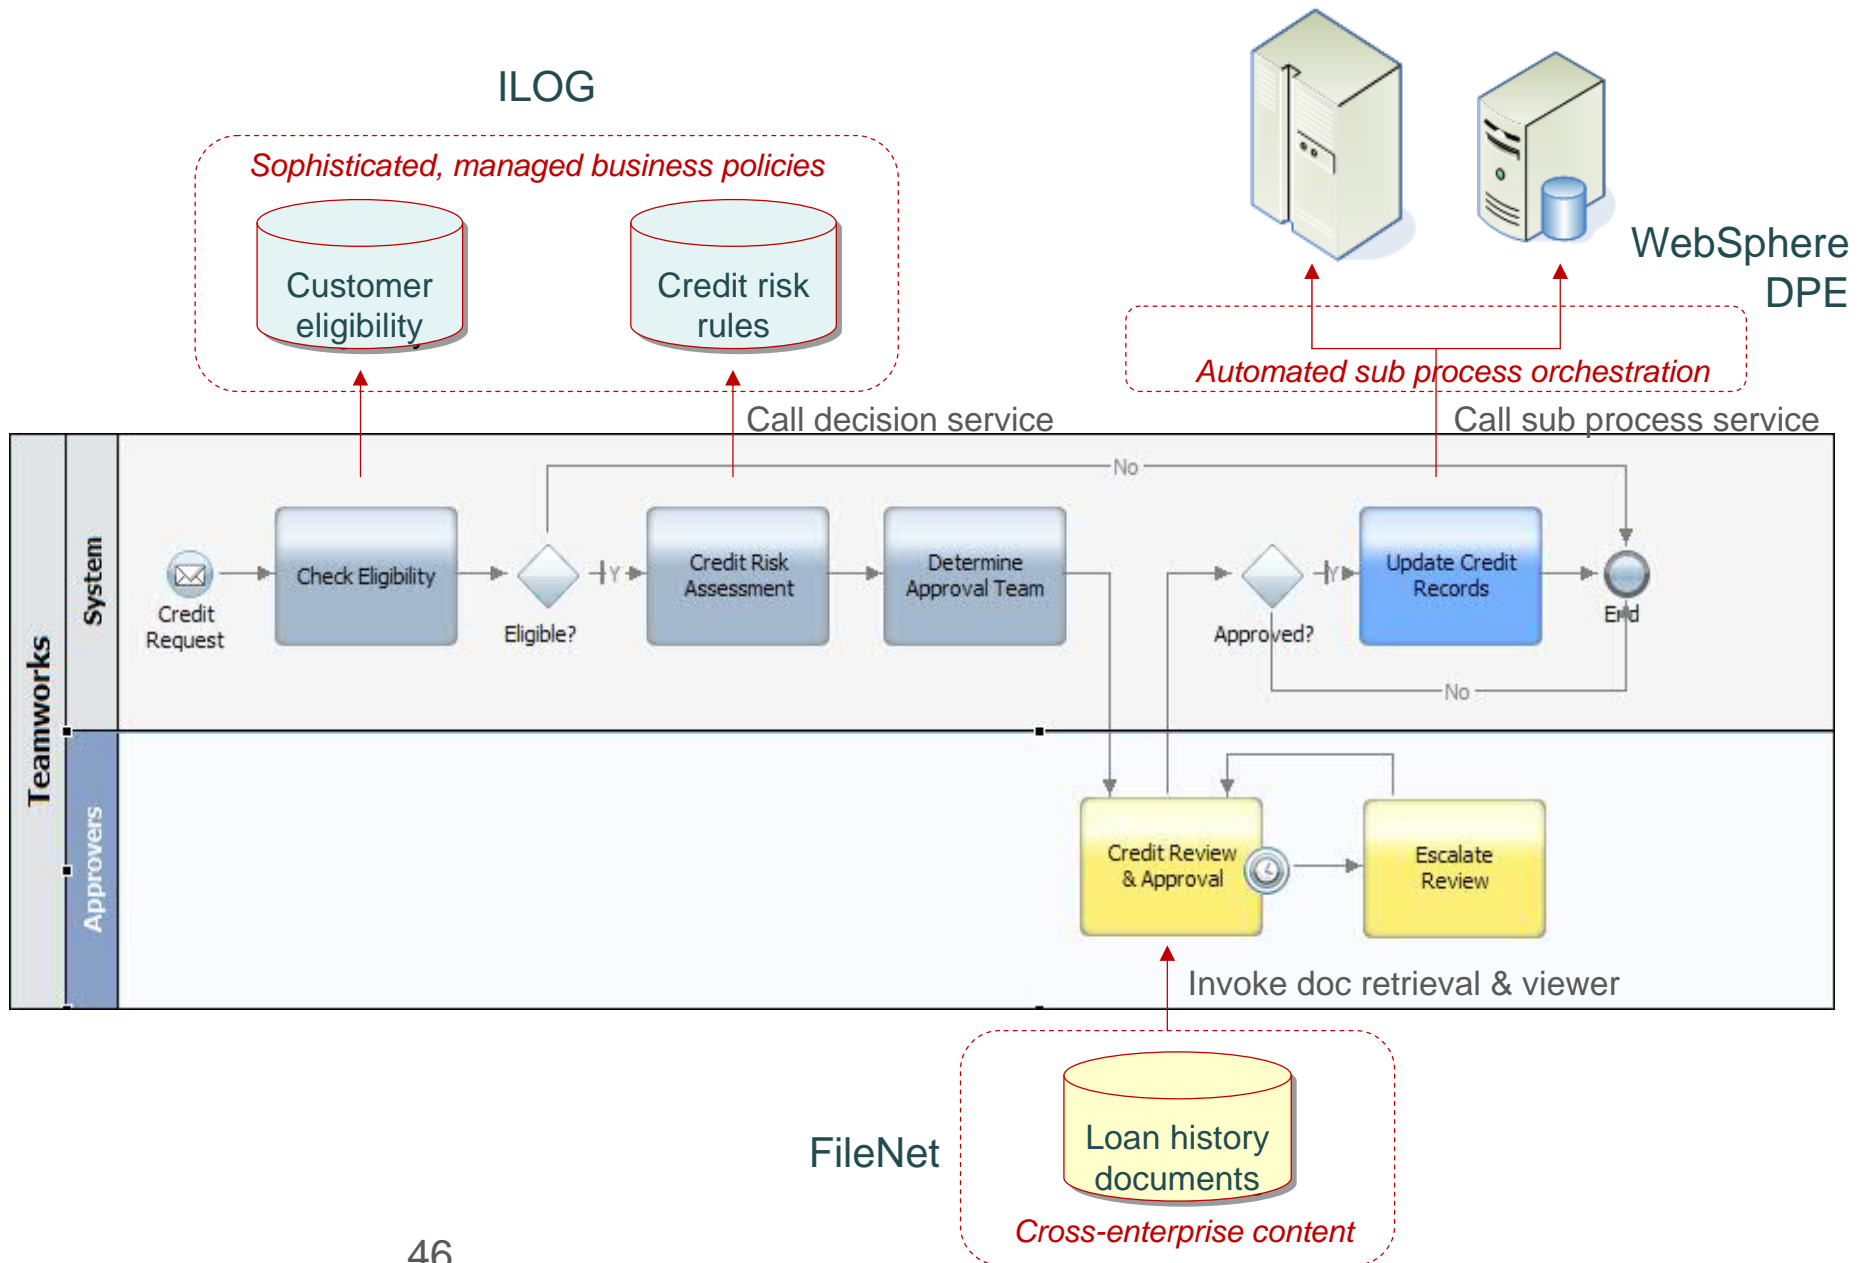 ILOG
Sophisticated, managed business policies
Customer
eligibility
Credit risk
rules
WebSphere
DPE
Automated sub process orchestration
Call decision service
Call sub process service
Teamworks
System
Credit
Request
Check Eligibility
Eligible?
No
Y
Credit Risk
Assessment
Determine
Approval Team
Approved?
Y
No
Update Credit
Records
End
Approvers
Credit Review
& Approval
Escalate
Review
Invoke doc retrieval & viewer
FileNet
Loan history
documents
Cross-enterprise content
46